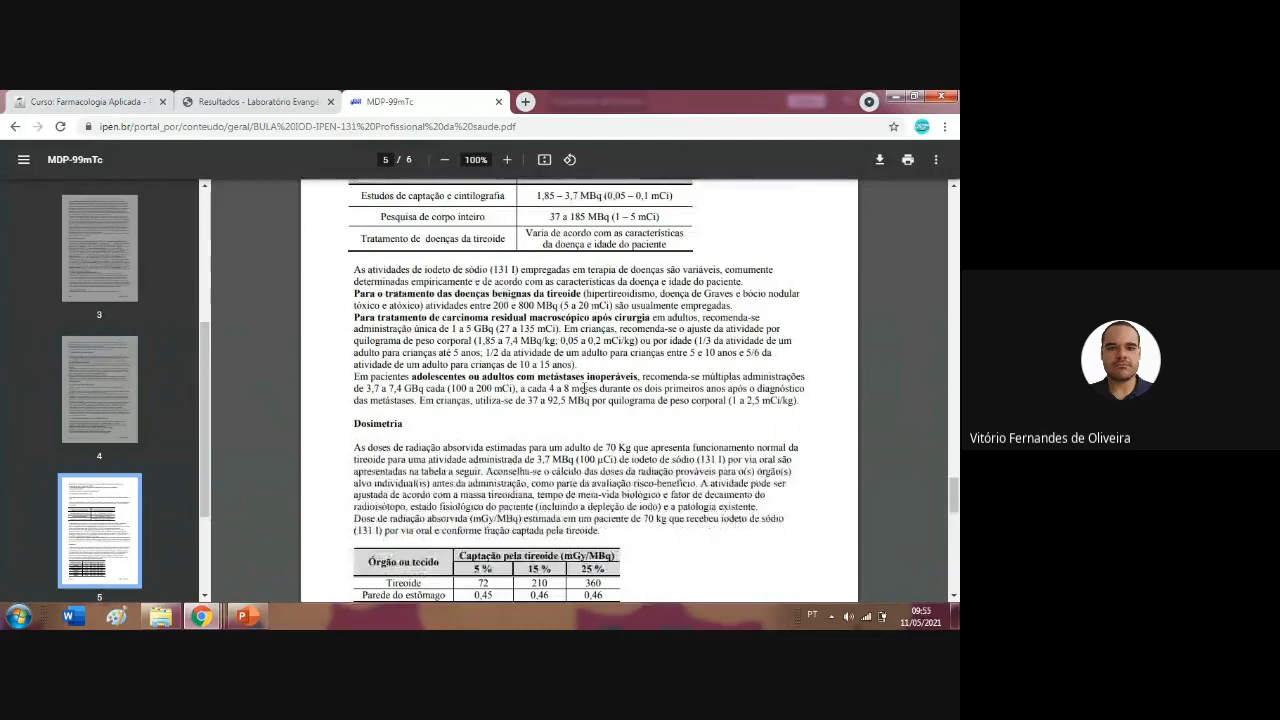 Curso: Farmacologia Aplicada -
Resultados - Laboratório Evangé
MDP-99mTc
ipen.br/portal_por/conteudo/geral/BULA%20IOD-IPEN-131%20Profissional%20da%20saude.pdf
MDP-99mTc
5 / 6
100%
3
4
5
Estudos de captação e cintilografia
1,85 – 3,7 MBq (0,05 – 0,1 mCi)
Pesquisa de corpo inteiro
37 a 185 MBq (1 – 5 mCi)
Tratamento de doenças da tireoide
Varia de acordo com as características
da doença e idade do paciente
As atividades de iodeto de sódio (131 I) empregadas em terapia de doenças são variáveis, comumente
determinadas empiricamente e de acordo com as características da doença e idade do paciente.
Para o tratamento das doenças benignas da tireoide (hipertireoidismo, doença de Graves e bócio nodular
tóxico e atóxico) atividades entre 200 e 800 MBq (5 a 20 mCi) são usualmente empregadas.
Para tratamento de carcinoma residual macroscópico após cirurgia em adultos, recomenda-se
administração única de 1 a 5 GBq (27 a 135 mCi). Em crianças, recomenda-se o ajuste da atividade por
quilograma de peso corporal (1,85 a 7,4 MBq/kg; 0,05 a 0,2 mCi/kg) ou por idade (1/3 da atividade de um
adulto para crianças até 5 anos; 1/2 da atividade de um adulto para crianças entre 5 e 10 anos e 5/6 da
atividade de um adulto para crianças de 10 a 15 anos).
Em pacientes adolescentes ou adultos com metástases inoperáveis, recomenda-se múltiplas administrações
de 3,7 a 7,4 GBq cada (100 a 200 mCi), a cada 4 a 8 meses durante os dois primeiros anos após o diagnóstico
das metástases. Em crianças, utiliza-se de 37 a 92,5 MBq por quilograma de peso corporal (1 a 2,5 mCi/kg).
Dosimetria
As doses de radiação absorvida estimadas para um adulto de 70 Kg que apresenta funcionamento normal da
tireoide para uma atividade administrada de 3,7 MBq (100 µCi) de iodeto de sódio (131 I) por via oral são
apresentadas na tabela a seguir. Aconselha-se o cálculo das doses da radiação prováveis para o(s) órgão(s)
alvo individual(is) antes da administração, como parte da avaliação risco-benefício. A atividade pode ser
ajustada de acordo com a massa tireoidiana, tempo de meia-vida biológico e fator de decaimento do
radioisótopo, estado fisiológico do paciente (incluindo a depleção de iodo) e a patologia existente.
Dose de radiação absorvida (mGy/MBq) estimada em um paciente de 70 kg que recebeu iodeto de sódio
(131 I) por via oral e conforme fração captada pela tireoide.
Órgão ou tecido
Captação pela tireoide (mGy/MBq)
5 % 15 % 25 %
Tireoide 72 210 360
Parede do estômago 0,45 0,46 0,46
PT
09:53
11/05/2021
Vitório Fernandes de Oliveira